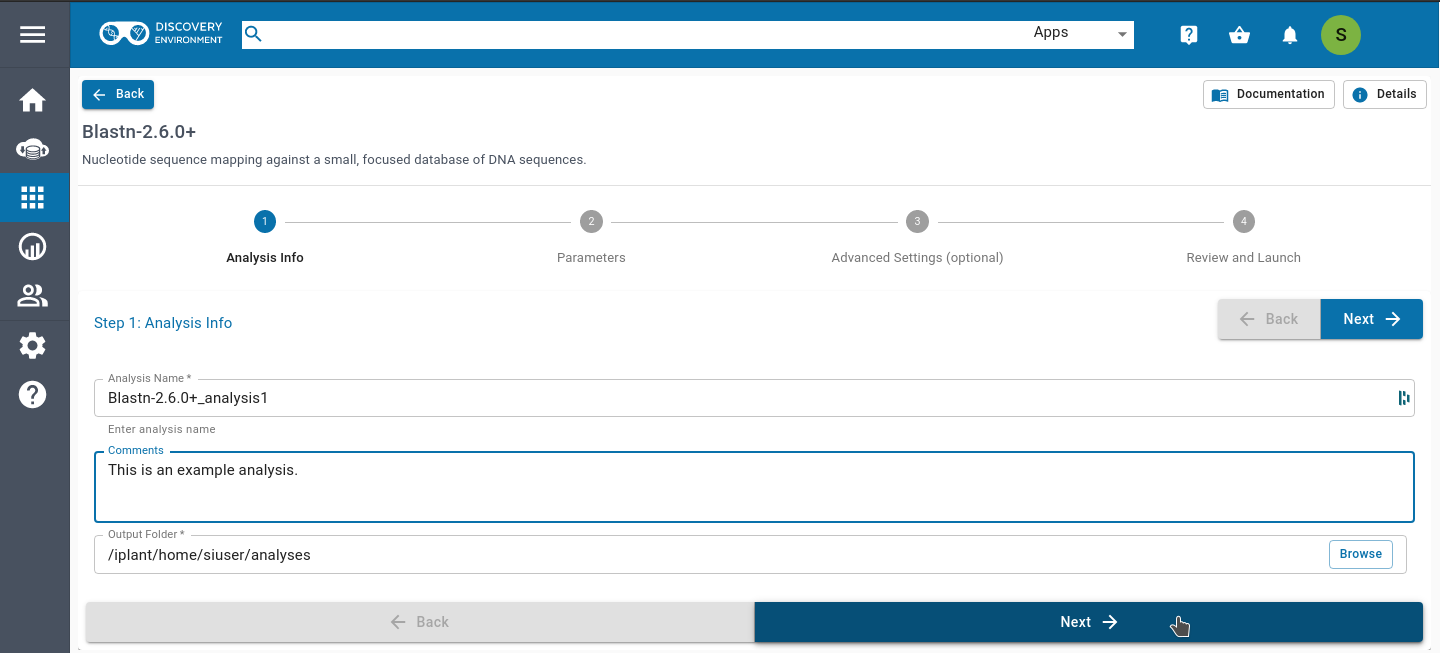 DISCOVERY
ENVIRONMENT
Apps
S
Back
Documentation
Details
Blastn-2.6.0+
Nucleotide sequence mapping against a small, focused database of DNA sequences.
1
2
3
4
Analysis Info
Parameters
Advanced Settings (optional)
Review and Launch
Step 1: Analysis Info
Back
Next
Analysis Name *
Blastn-2.6.0+_analysis1
Enter analysis name
Comments
This is an example analysis.
Output Folder *
/iplant/home/siuser/analyses
Browse
Back
Next